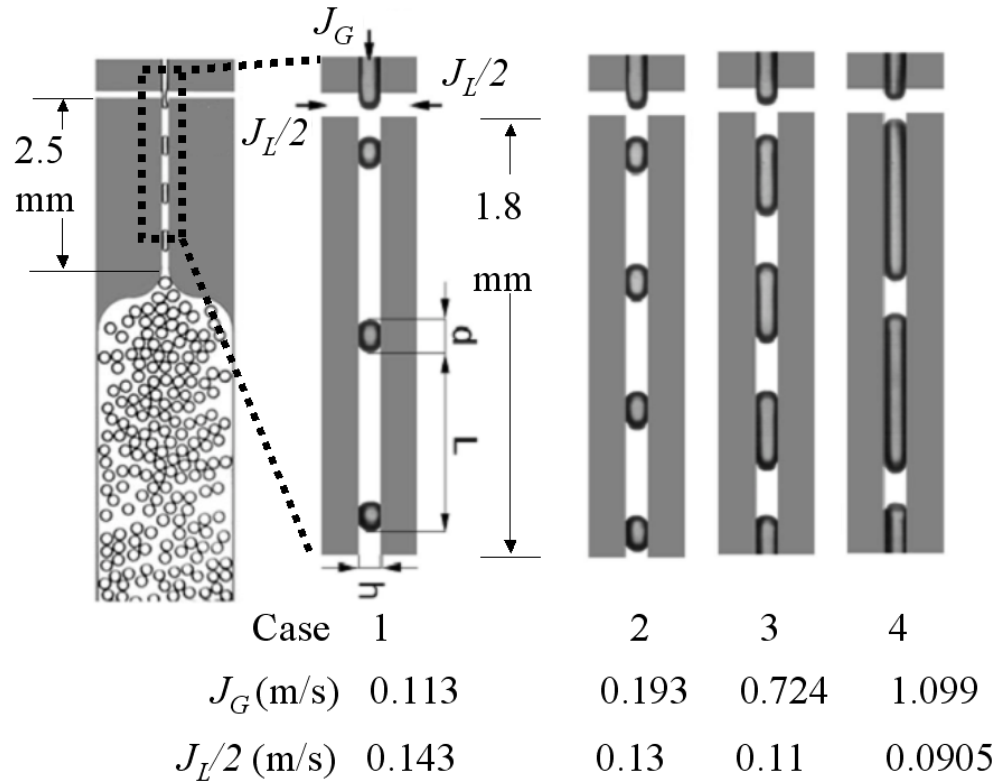 J_G
J_L/2
J_L/2
2.5
mm
1.8
mm
d
L
h
Case 1 2 3 4
J_G (m/s) 0.113 0.193 0.724 1.099
J_L/2 (m/s) 0.143 0.13 0.11 0.0905